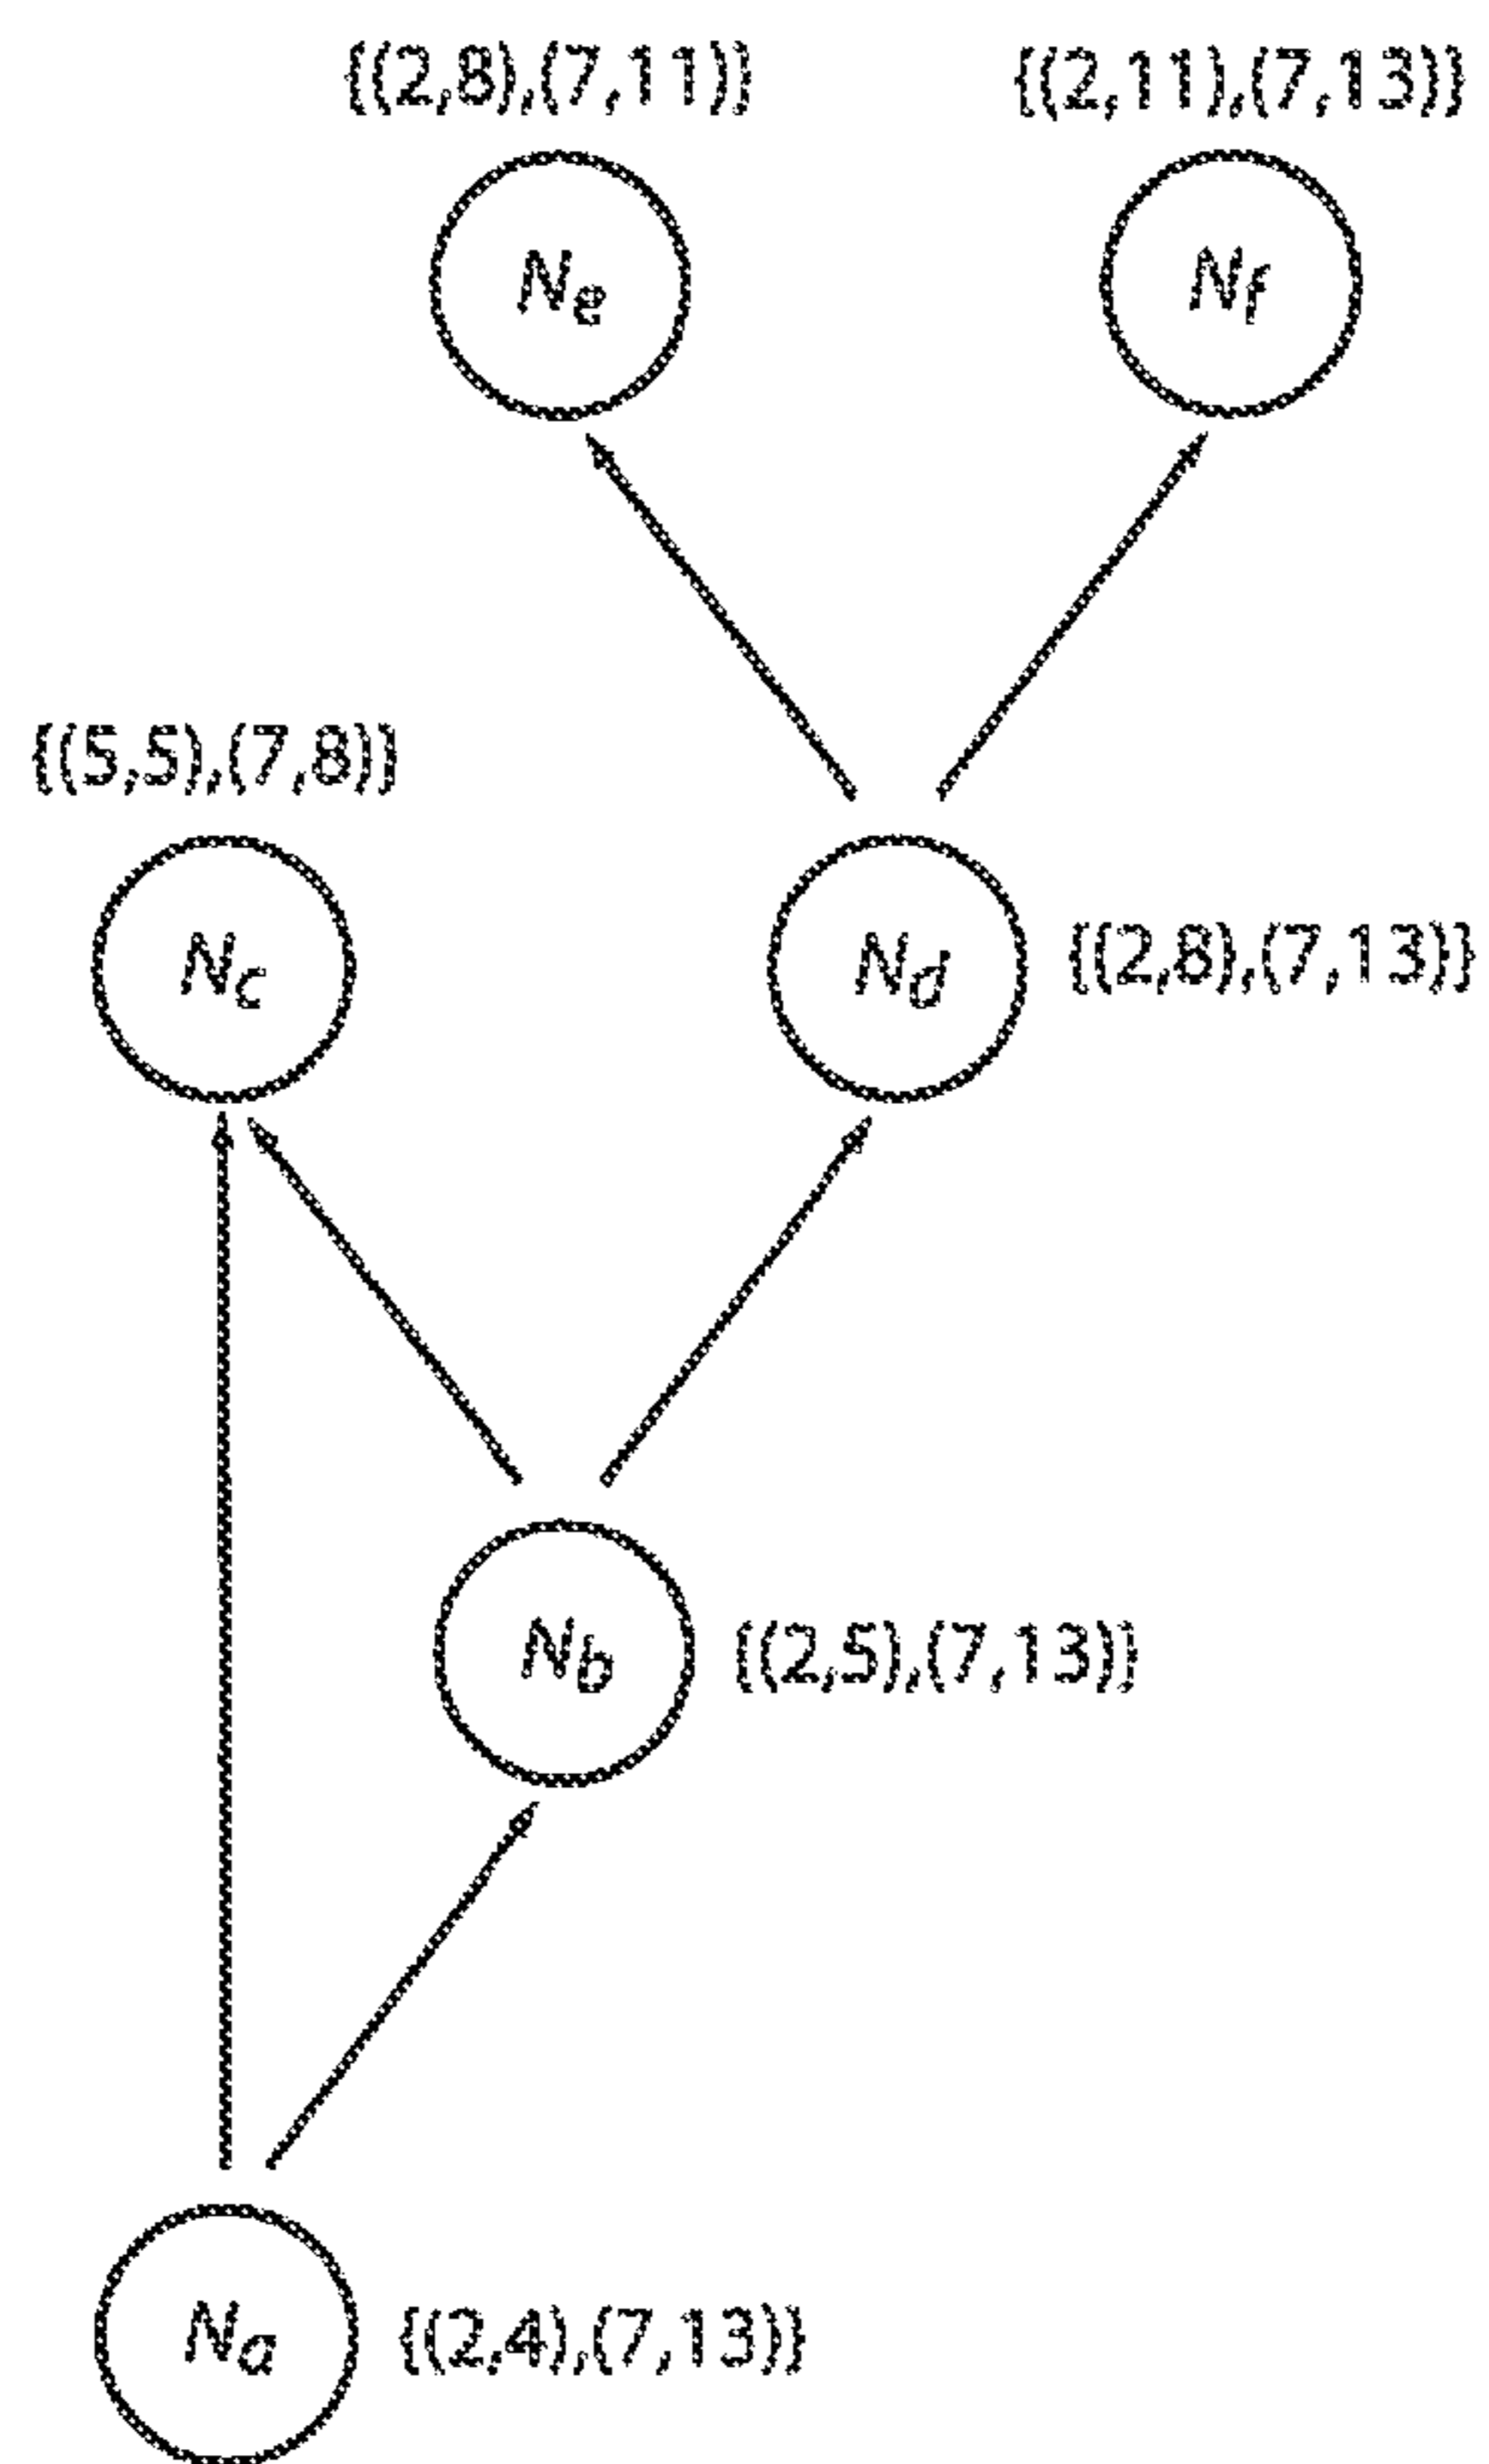 {(2,8),(7,11)} {(2,11),(7,13)}
Ne Nf
{(5,5),(7,8)}
Nc Nd {(2,8),(7,13)}
Nb {(2,5),(7,13)}
Na {(2,4),(7,13)}